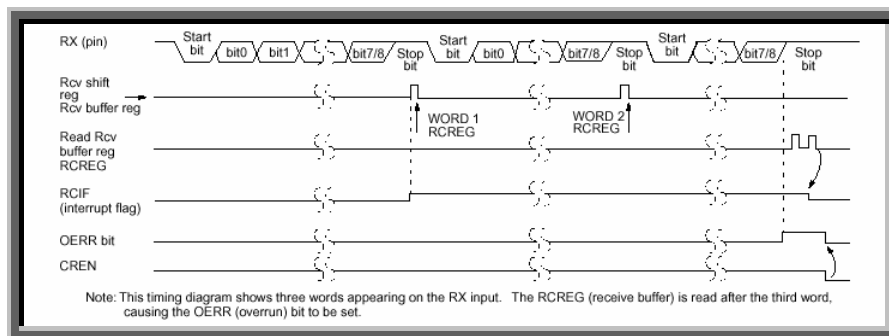 RX (pin)
Start bit
bit0
bit1
bit7/8
Stop bit
Start bit
bit0
bit7/8
Stop bit
Start bit
bit7/8
Stop bit
Rcv shift
reg
Rcv buffer reg
WORD 1
RCREG
WORD 2
RCREG
Read Rcv
buffer reg
RCREG
RCIF
(interrupt flag)
OERR bit
CREN
Note: This timing diagram shows three words appearing on the RX input. The RCREG (receive buffer) is read after the third word,
causing the OERR (overrun) bit to be set.